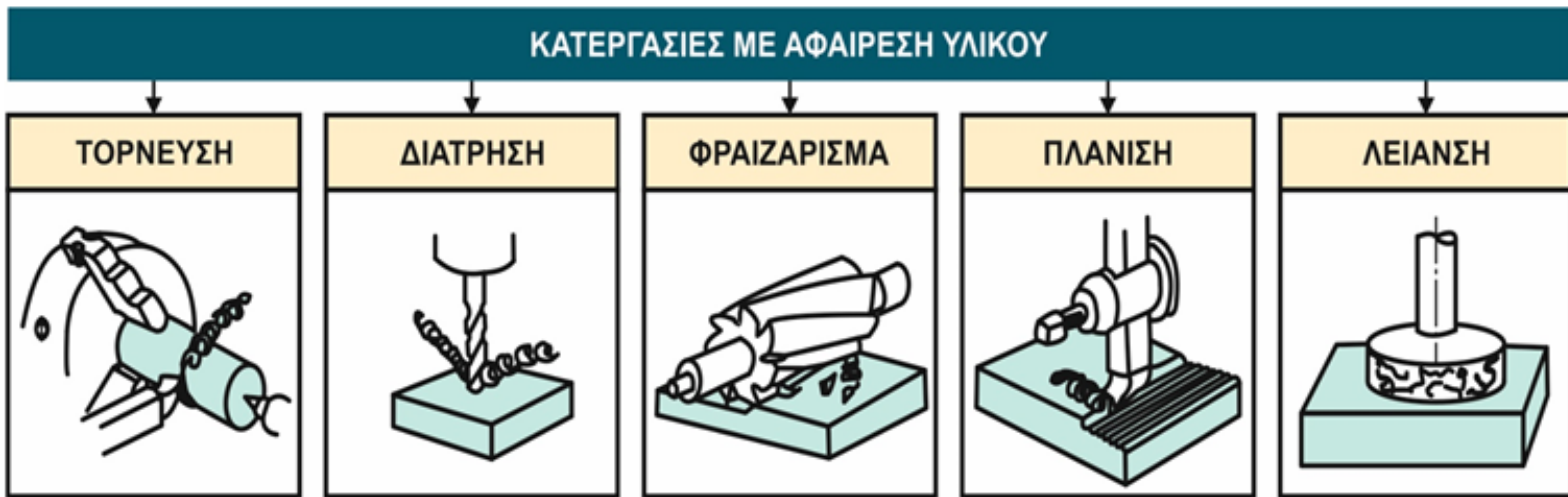 ΚΑΤΕΡΓΑΣΙΕΣ ΜΕ ΑΦΑΙΡΕΣΗ ΥΛΙΚΟΥ
ΤΟΡΝΕΥΣΗ
ΔΙΑΤΡΗΣΗ
ΦΡΑΙΖΑΡΙΣΜΑ
ΠΛΑΝΙΣΗ
ΛΕΙΑΝΣΗ